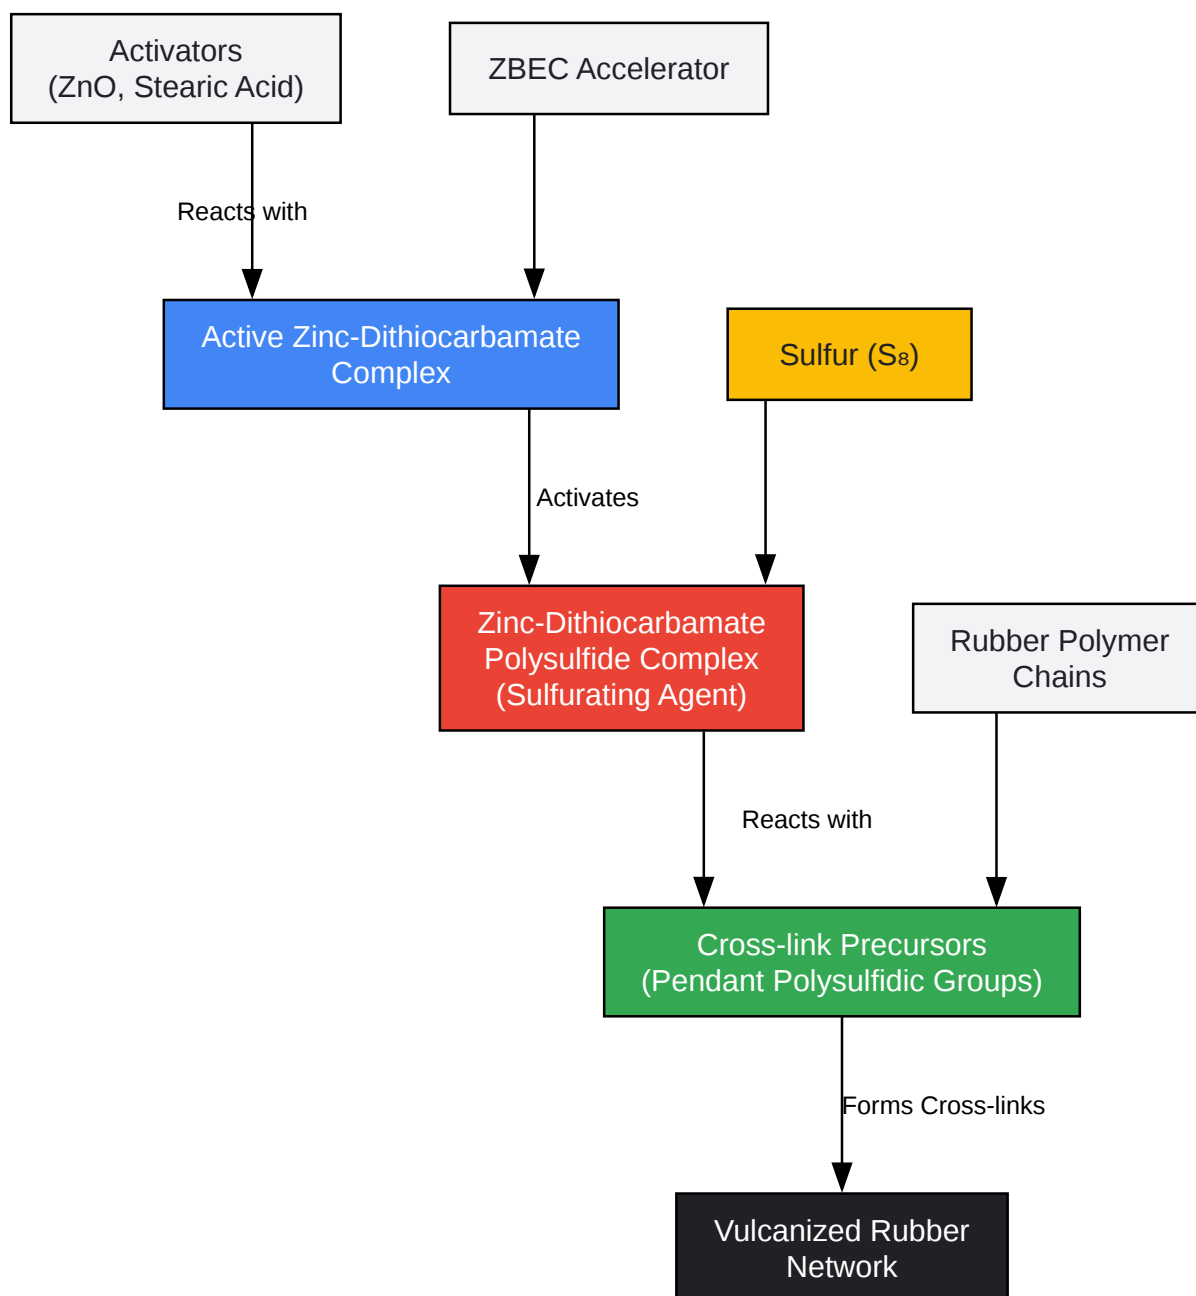 Activators
(ZnO, Stearic Acid)
ZBEC Accelerator
Reacts with
Active Zinc-Dithiocarbamate
Complex
Sulfur (S₈)
Activates
Zinc-Dithiocarbamate
Polysulfide Complex
(Sulfurating Agent)
Rubber Polymer
Chains
Reacts with
Cross-link Precursors
(Pendant Polysulfidic Groups)
Forms Cross-links
Vulcanized Rubber
Network